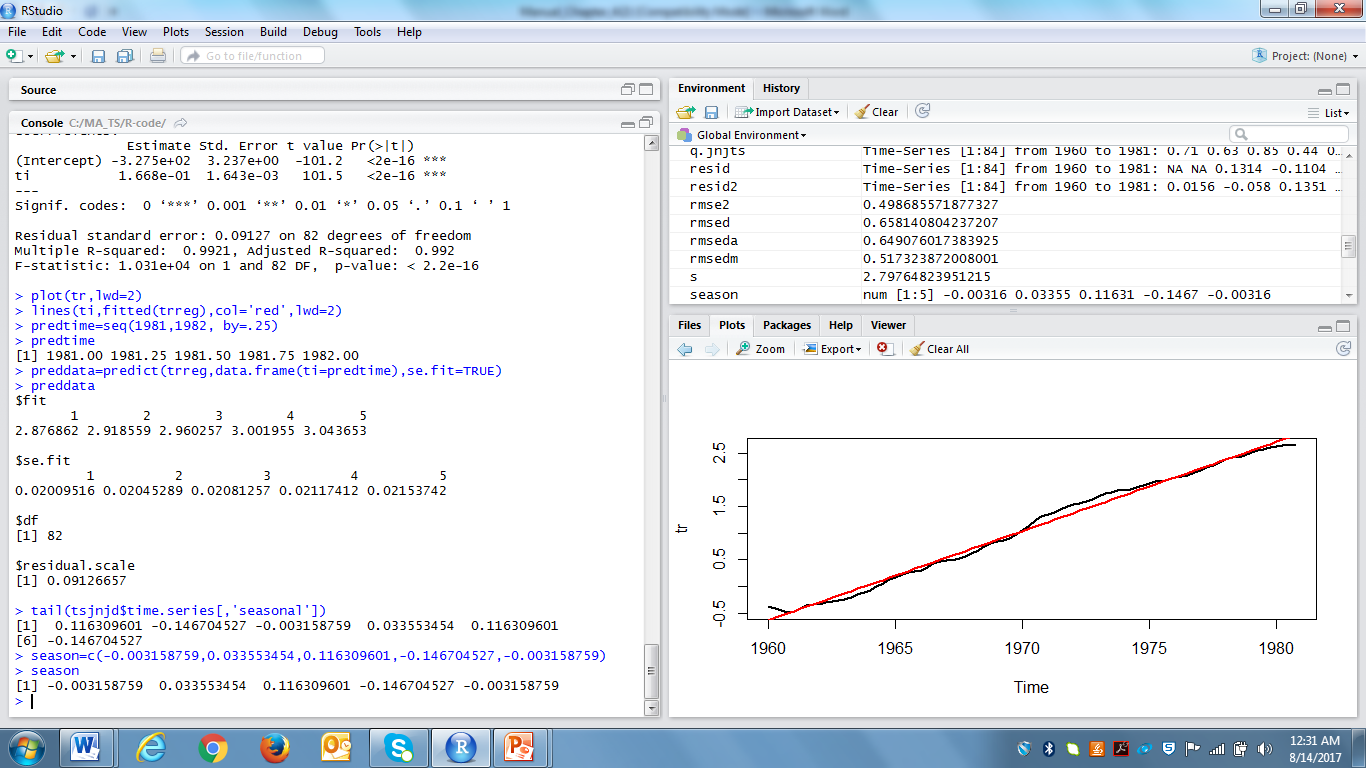 RStudio
Manual_Chapter 4(2) [Compatibility Mode] - Microsoft Word
File Edit Code View Plots Session Build Debug Tools Help
Go to file/function
Project: (None)
Source
Console C:/MA_TS/R-code/
Estimate Std. Error t value Pr(>|t|)
(Intercept) -3.275e+02 3.237e+00 -101.2 <2e-16 ***
ti 1.668e-01 1.643e-03 101.5 <2e-16 ***
---
Signif. codes: 0 ‘***’ 0.001 ‘**’ 0.01 ‘*’ 0.05 ‘.’ 0.1 ‘ ’ 1
Residual standard error: 0.09127 on 82 degrees of freedom
Multiple R-squared: 0.9921, Adjusted R-squared: 0.992
F-statistic: 1.031e+04 on 1 and 82 DF, p-value: < 2.2e-16
> plot(tr,lwd=2)
> lines(ti,fitted(trreg),col='red',lwd=2)
> predtime=seq(1981,1982, by=.25)
> predtime
[1] 1981.00 1981.25 1981.50 1981.75 1982.00
> preddata=predict(trreg,data.frame(ti=predtime),se.fit=TRUE)
> preddata
$fit
1 2 3 4 5
2.876862 2.918559 2.960257 3.001955 3.043653
$se.fit
1 2 3 4 5
0.02009516 0.02045289 0.02081257 0.02117412 0.02153742
$df
[1] 82
$residual.scale
[1] 0.09126657
> tail(tsjnjd$time.series[,'seasonal'])
[1] 0.116309601 -0.146704527 -0.003158759 0.033553454 0.116309601
[6] -0.146704527
> season=c(-0.003158759,0.033553454,0.116309601,-0.146704527,-0.003158759)
> season
[1] -0.003158759 0.033553454 0.116309601 -0.146704527 -0.003158759
>
Environment History
Import Dataset Clear List
Global Environment
q.jnjts Time-Series [1:84] from 1960 to 1981: 0.71 0.63 0.85 0.44 0…
resid Time-Series [1:84] from 1960 to 1981: NA NA 0.1314 -0.1104 …
resid2 Time-Series [1:84] from 1960 to 1981: 0.0156 -0.058 0.1351 …
rmse2 0.498685571877327
rmsed 0.658140804237207
rmseda 0.649076017383925
rmsedm 0.517323872008001
s 2.79764823951215
season num [1:5] -0.00316 0.03355 0.11631 -0.1467 -0.00316
Files Plots Packages Help Viewer
Zoom Export Clear All
2.5
1.5
0.5
-0.5
tr
1960 1965 1970 1975 1980
Time
12:31 AM
8/14/2017